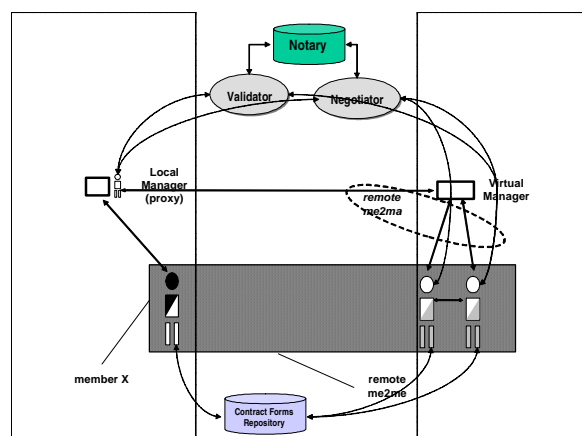 Notary
Validator
Negotiator
Local
Manager
(proxy)
remote
me2ma
Virtual
Manager
member X
remote
me2me
Contract Forms
Repository